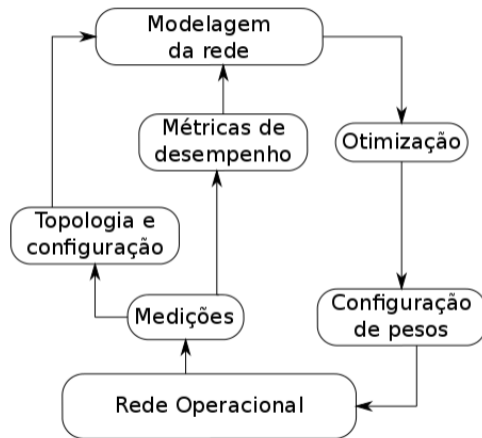 Modelagem
da rede
Métricas de
desempenho
Otimização
Topologia e
configuração
Medições
Configuração
de pesos
Rede Operacional